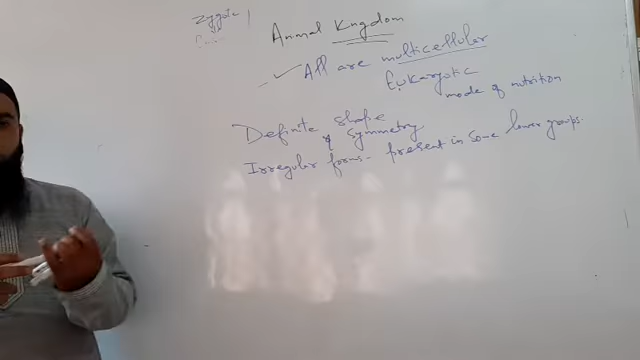 Zygote
Animal Kngdom
✓ All are multicellular
Eukaryotic
mode of nutrition
Definite shape
& Symmetry
Irregular forms - present in Some lower groups.